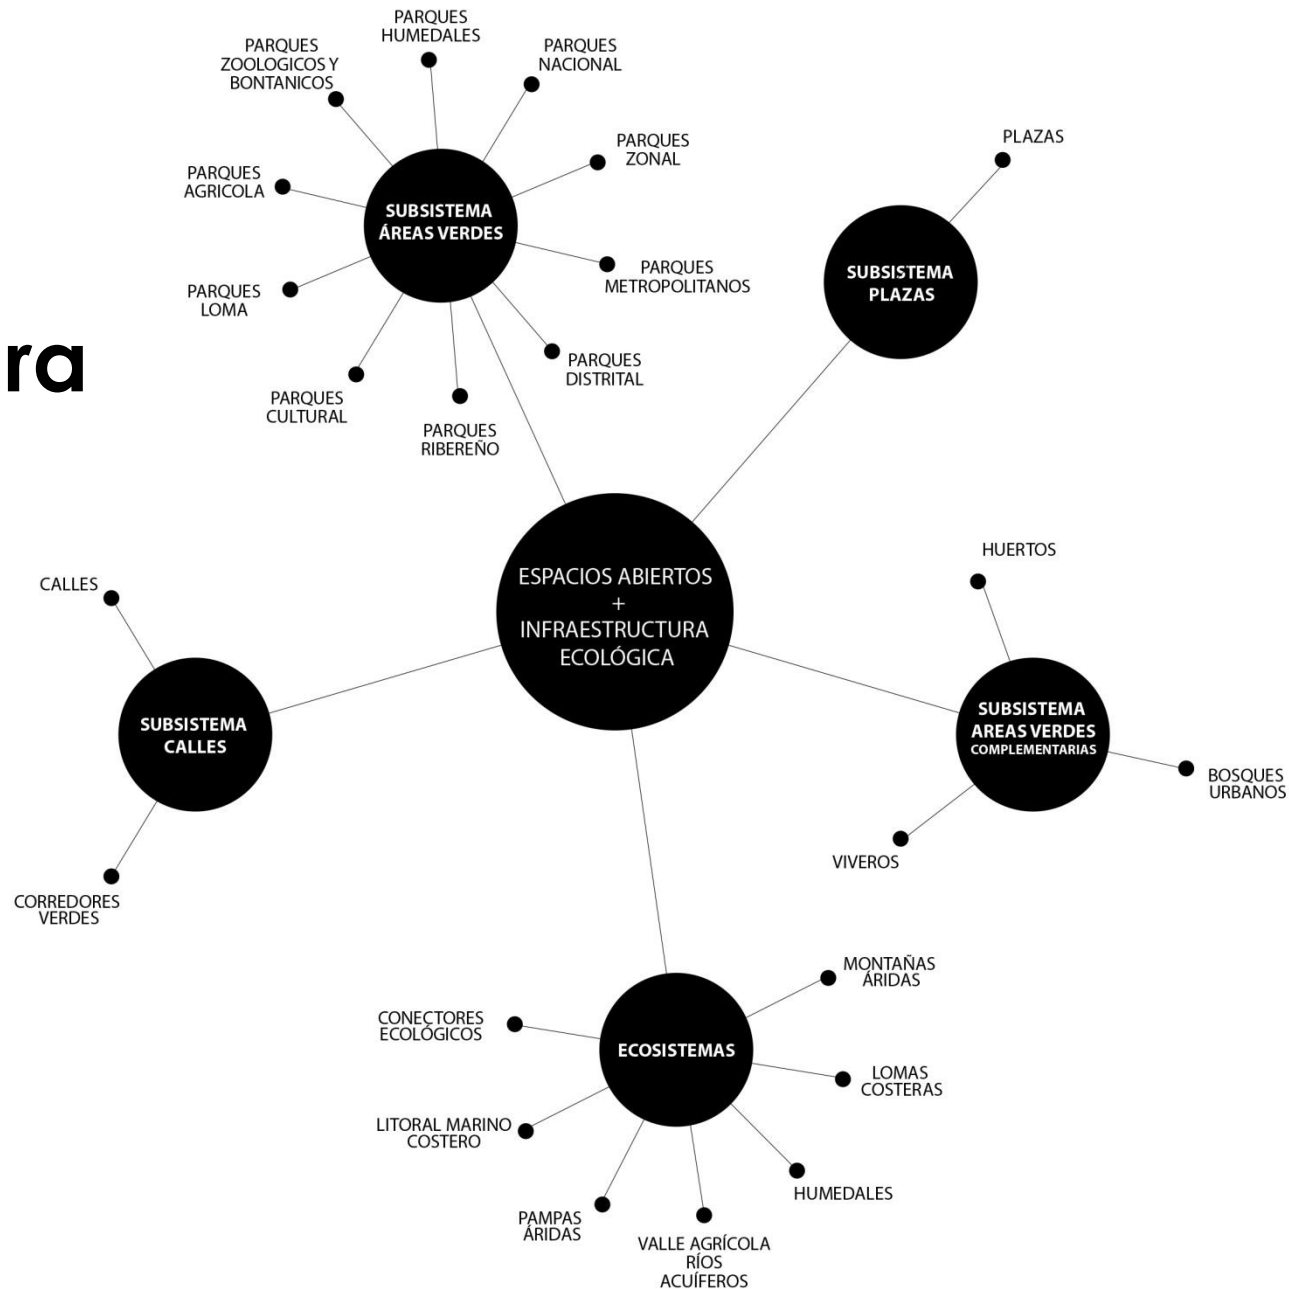 PARQUES
HUMEDALES
PARQUES
ZOOLOGICOS Y
BONTANICOS
PARQUES
NACIONAL
PARQUES
ZONAL
PARQUES
AGRICOLA
SUBSISTEMA
ÁREAS VERDES
PARQUES
METROPOLITANOS
PARQUES
LOMA
PARQUES
DISTRITAL
PARQUES
CULTURAL
PARQUES
RIBEREÑO
PLAZAS
SUBSISTEMA
PLAZAS
ra
ESPACIOS ABIERTOS
+
INFRAESTRUCTURA
ECOLÓGICA
CALLES
SUBSISTEMA
CALLES
CORREDORES
VERDES
HUERTOS
SUBSISTEMA
AREAS VERDES
COMPLEMENTARIAS
BOSQUES
URBANOS
VIVEROS
MONTAÑAS
ÁRIDAS
CONECTORES
ECOLÓGICOS
ECOSISTEMAS
LOMAS
COSTERAS
LITORAL MARINO
COSTERO
HUMEDALES
PAMPAS
ÁRIDAS
VALLE AGRÍCOLA
RÍOS
ACUÍFEROS